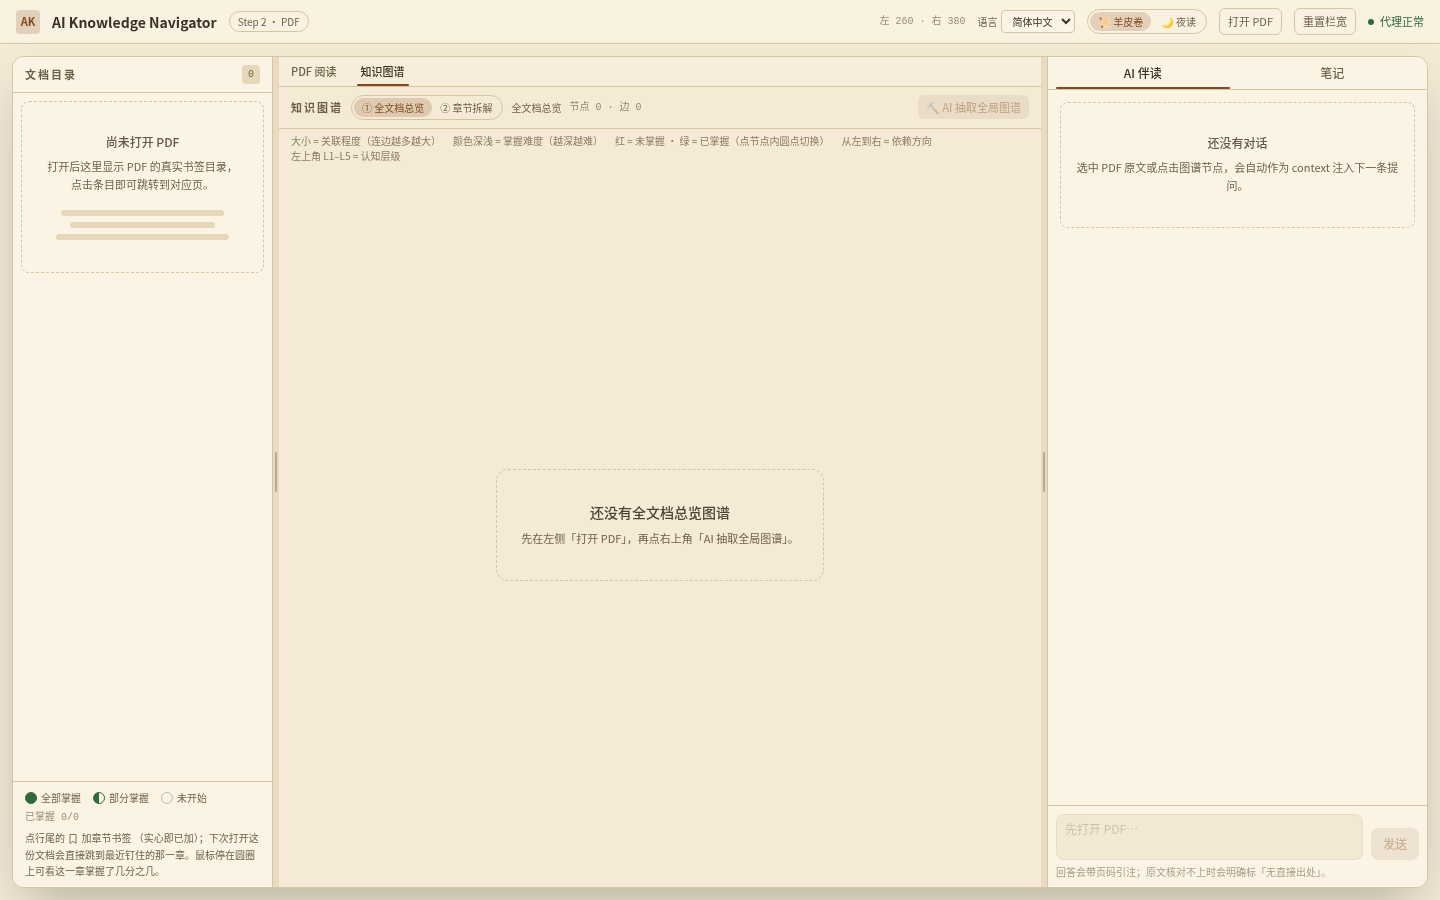 AK AI Knowledge Navigator Step 2 · PDF 左 260 · 右 380 语言 简体中文 📜 羊皮卷 🌙 夜读 打开 PDF 重置栏宽 代理正常
文档目录 0
尚未打开 PDF
打开后这里显示 PDF 的真实书签目录，
点击条目即可跳转到对应页。
全部掌握 部分掌握 未开始
已掌握 0/0
点行尾的 加章节书签 （实心即已加）；下次打开这
份文档会直接跳到最近钉住的那一章。鼠标停在圆圈
上可看这一章掌握了几分之几。
PDF 阅读 知识图谱
知识图谱 ① 全文档总览 ② 章节拆解 全文档总览 节点 0 · 边 0 🔨 AI 抽取全局图谱
大小 = 关联程度（连边越多越大） 颜色深浅 = 掌握难度（越深越难） 红 = 未掌握 · 绿 = 已掌握（点节点内圆点切换） 从左到右 = 依赖方向
左上角 L1–L5 = 认知层级
还没有全文档总览图谱
先在左侧「打开 PDF」，再点右上角「AI 抽取全局图谱」。
AI 伴读 笔记
还没有对话
选中 PDF 原文或点击图谱节点，会自动作为 context 注入下一条提
问。
先打开 PDF⋯
发送
回答会带页码引注；原文核对不上时会明确标「无直接出处」。